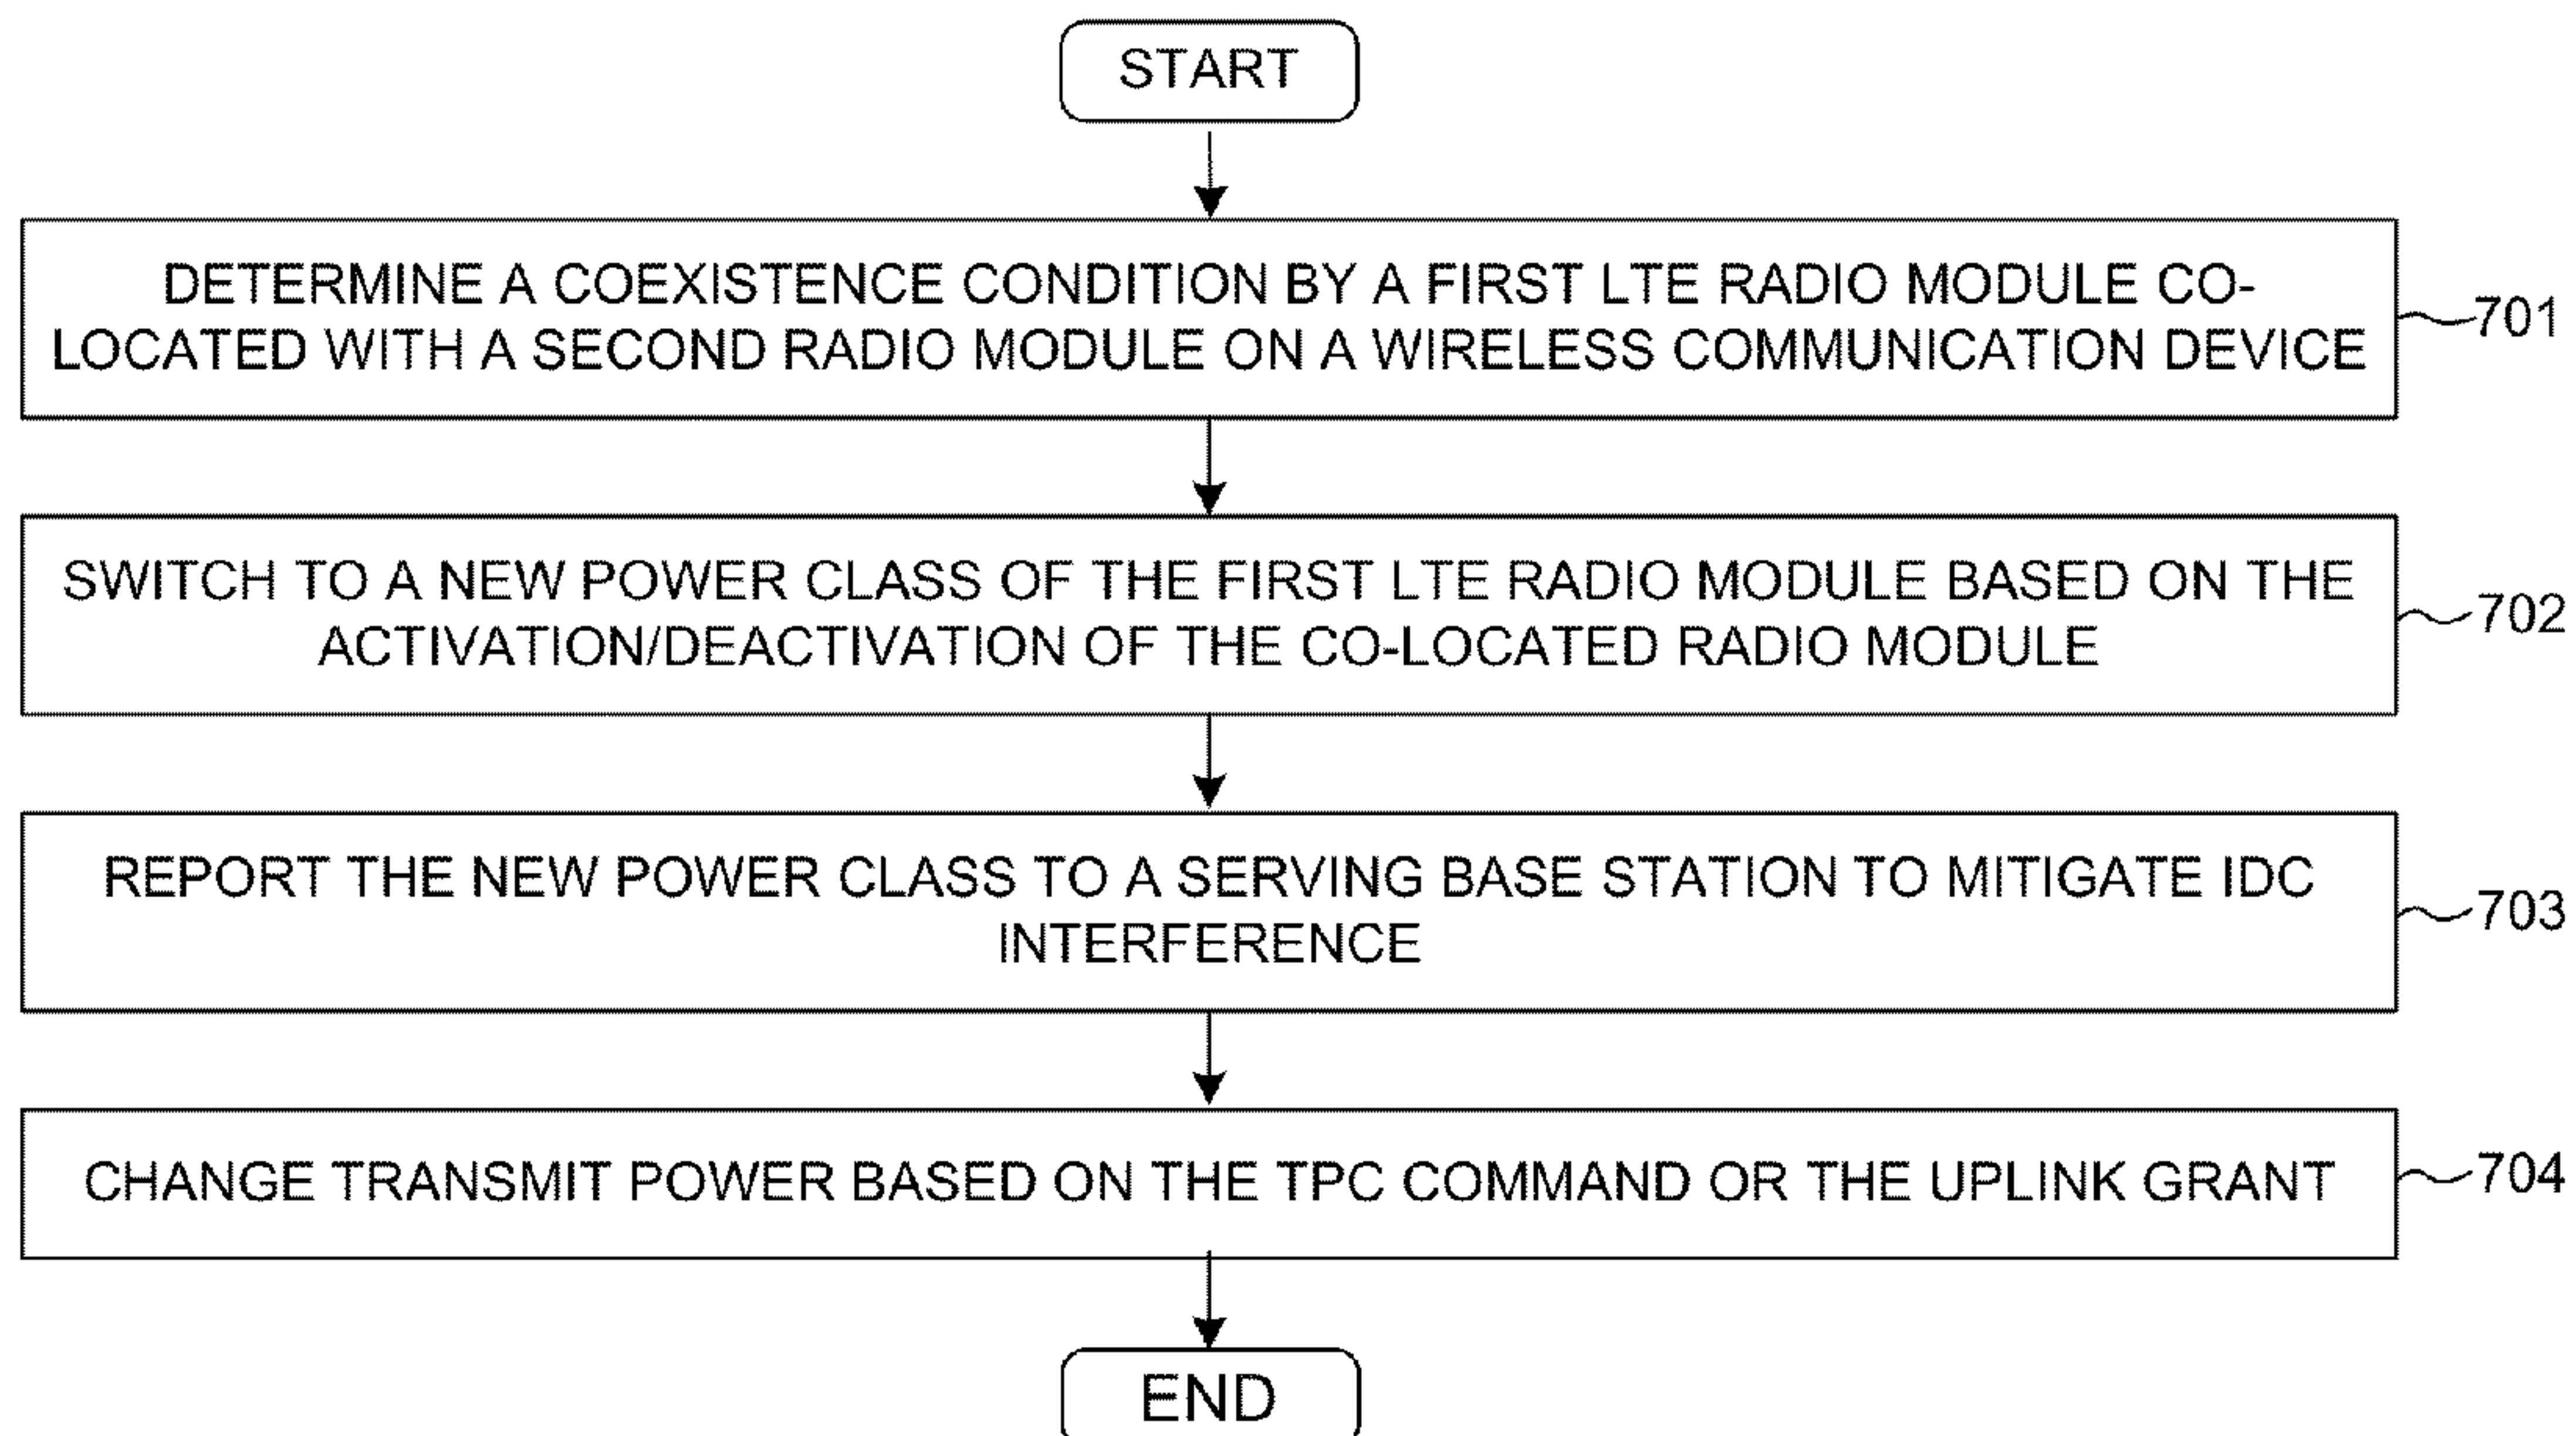 START
DETERMINE A COEXISTENCE CONDITION BY A FIRST LTE RADIO MODULE CO-
LOCATED WITH A SECOND RADIO MODULE ON A WIRELESS COMMUNICATION DEVICE
701
SWITCH TO A NEW POWER CLASS OF THE FIRST LTE RADIO MODULE BASED ON THE
ACTIVATION/DEACTIVATION OF THE CO-LOCATED RADIO MODULE
702
REPORT THE NEW POWER CLASS TO A SERVING BASE STATION TO MITIGATE IDC
INTERFERENCE
703
CHANGE TRANSMIT POWER BASED ON THE TPC COMMAND OR THE UPLINK GRANT
704
END